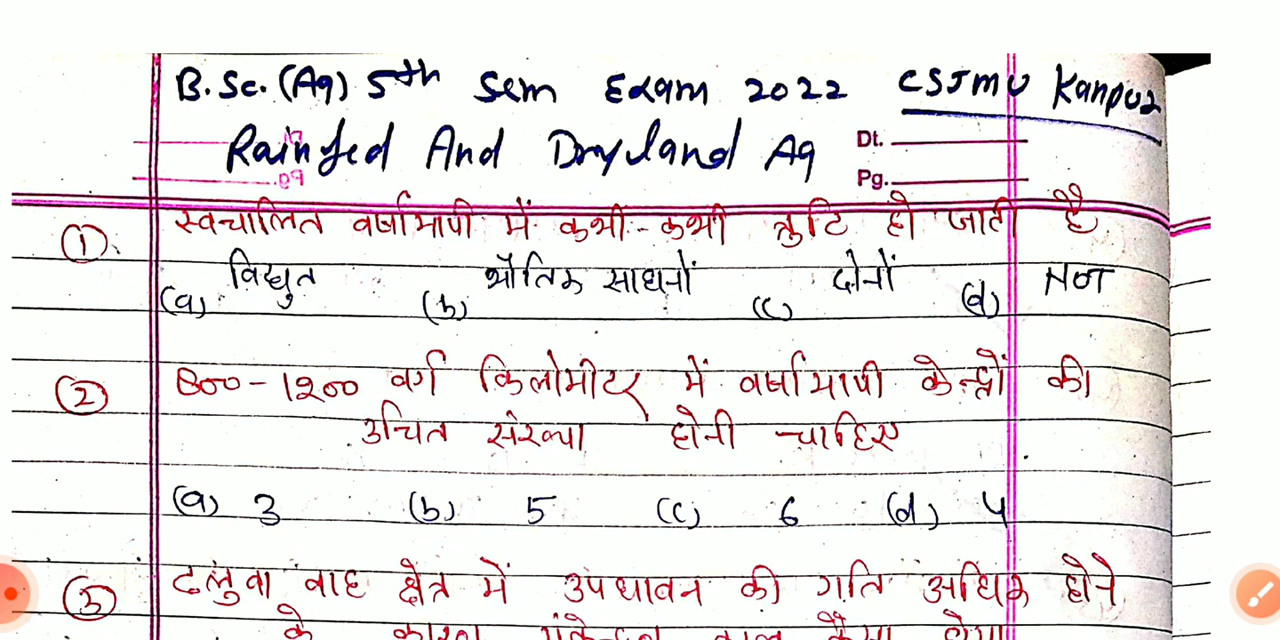 B.Sc.(Ag) 5th Sem Exam 2022 CSJMU Kanpur
Rainfed And Dryland Ag
Dt.
Pg.
(1). स्वचालित वर्षामापी में कभी-कभी त्रुटि हो जाती है
(a) विद्युत (b) भौतिक साधनों (c) दोनों (d) NOT
(2) 800-1200 वर्ग किलोमीटर में वर्षामापी केन्द्रों की
उचित संख्या होनी चाहिए
(a) 3 (b) 5 (c) 6 (d) 4
(3) ढलुवा वाह क्षेत्र में उपधावन की गति अधिक होने
के कारण